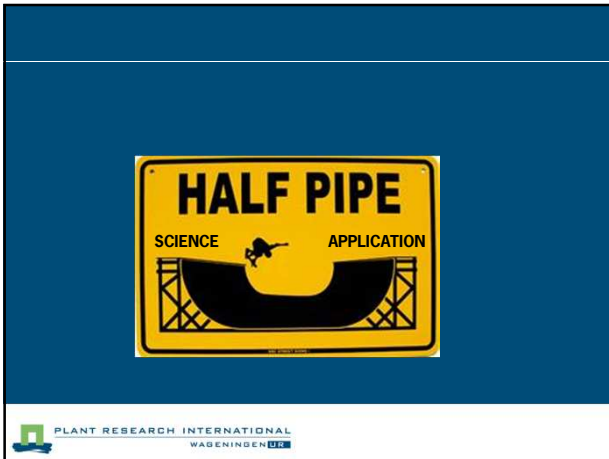 HALF PIPE
SCIENCE APPLICATION
PLANT RESEARCH INTERNATIONAL
WAGENINGEN UR